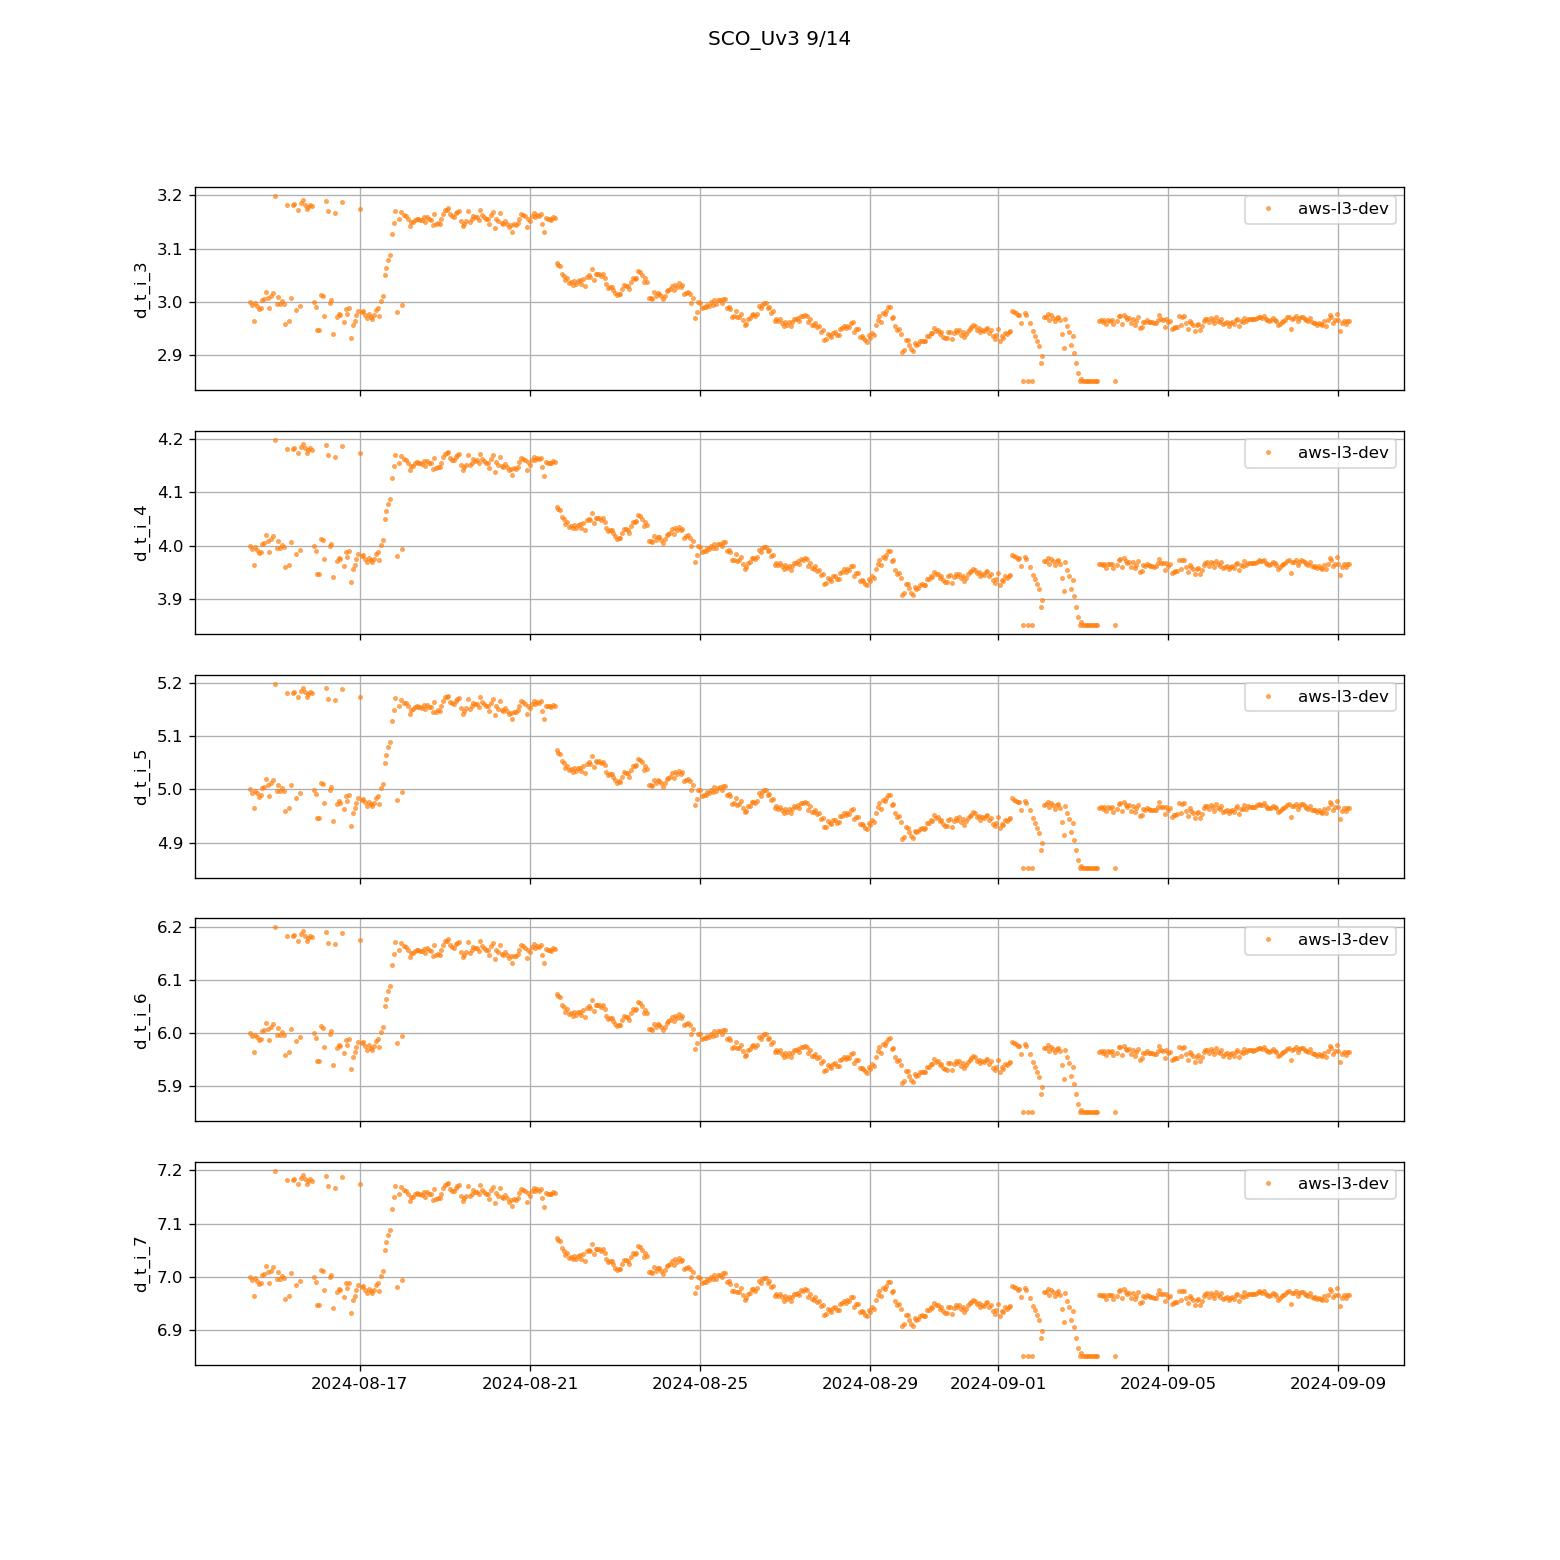 SCO_Uv3 9/14
3.2
3.1
3.0
2.9
d_t_i_3
aws-l3-dev
4.2
4.1
4.0
3.9
d_t_i_4
aws-l3-dev
5.2
5.1
5.0
4.9
d_t_i_5
aws-l3-dev
6.2
6.1
6.0
5.9
d_t_i_6
aws-l3-dev
7.2
7.1
7.0
6.9
d_t_i_7
aws-l3-dev
2024-08-17 2024-08-21 2024-08-25 2024-08-29 2024-09-01 2024-09-05 2024-09-09